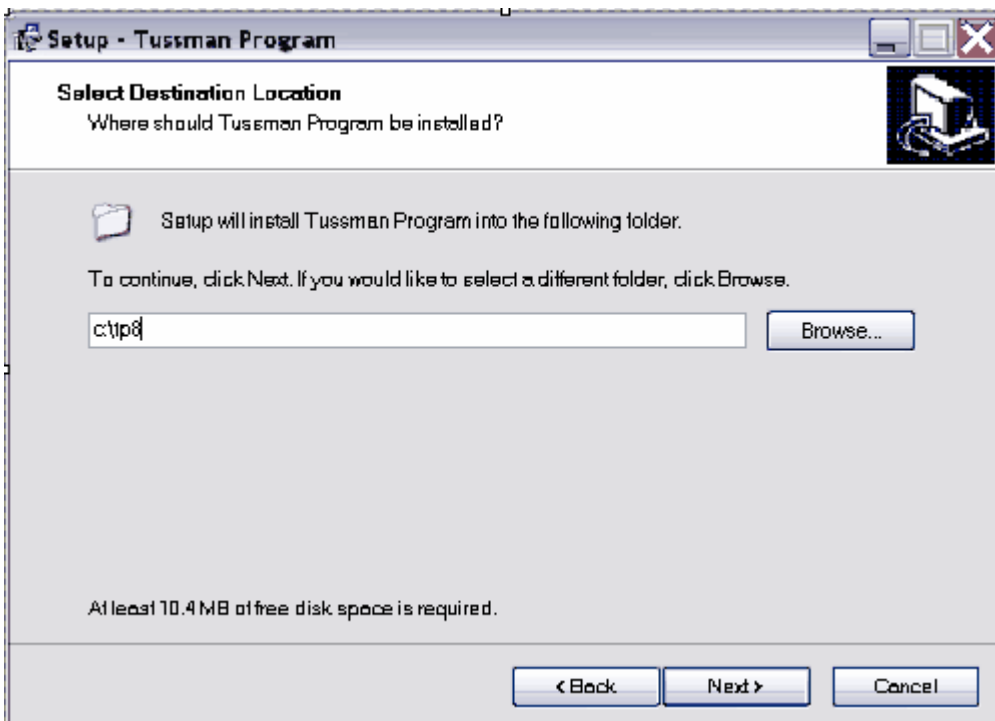 Setup - Tussman Program
Select Destination Location
Where should Tussman Program be installed?
Setup will install Tussman Program into the following folder.
To continue, click Next. If you would like to select a different folder, click Browse.
c:\tp8
Browse...
At least 10.4 MB of free disk space is required.
< Back
Next >
Cancel